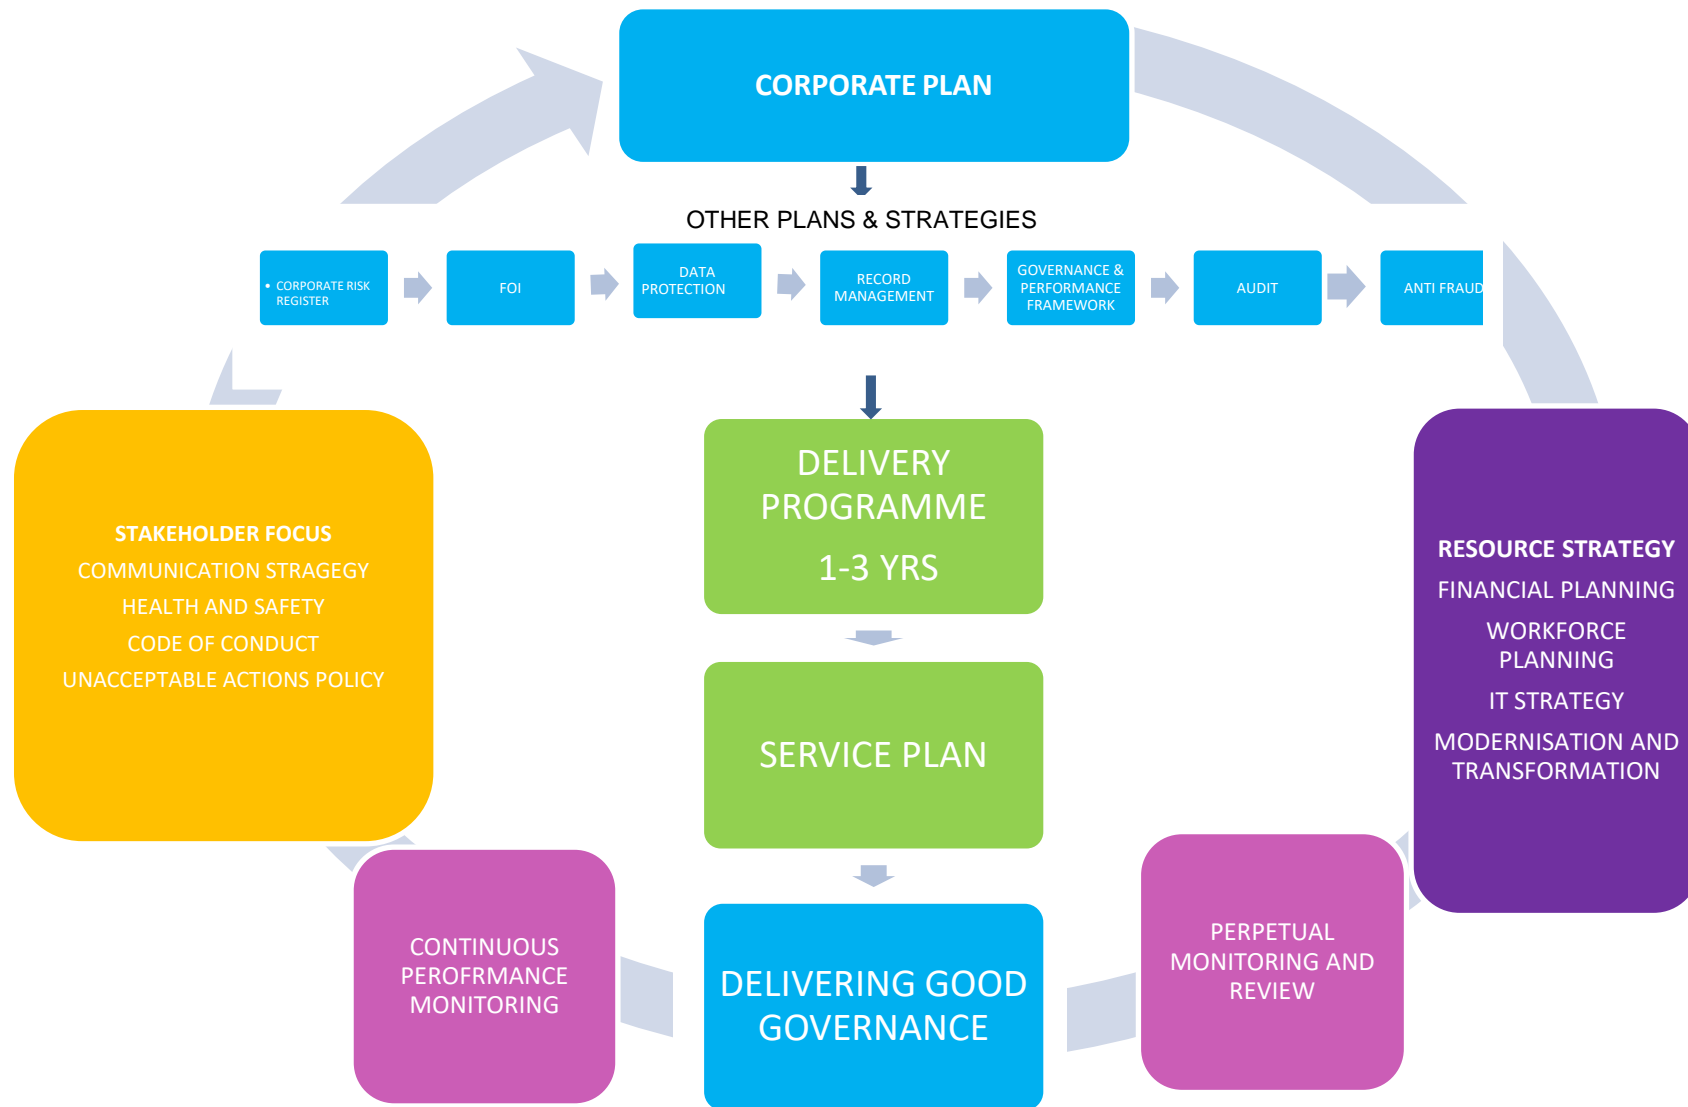 CORPORATE PLAN
OTHER PLANS & STRATEGIES
• CORPORATE RISK
REGISTER
FOI
DATA
PROTECTION
RECORD
MANAGEMENT
GOVERNANCE &
PERFORMANCE
FRAMEWORK
AUDIT
ANTI FRAUD
STAKEHOLDER FOCUS
COMMUNICATION STRAGEGY
HEALTH AND SAFETY
CODE OF CONDUCT
UNACCEPTABLE ACTIONS POLICY
DELIVERY
PROGRAMME
1-3 YRS
SERVICE PLAN
RESOURCE STRATEGY
FINANCIAL PLANNING
WORKFORCE
PLANNING
IT STRATEGY
MODERNISATION AND
TRANSFORMATION
CONTINUOUS
PEROFRMANCE
MONITORING
DELIVERING GOOD
GOVERNANCE
PERPETUAL
MONITORING AND
REVIEW